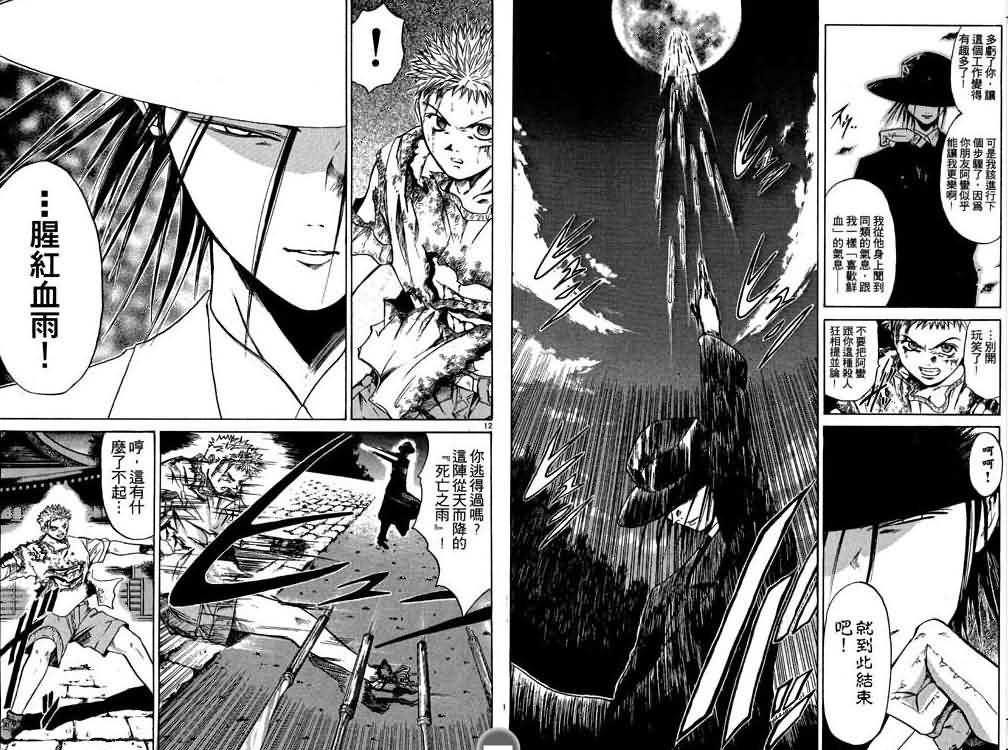 多虧了你，讓
這個工作變得
有趣多了！
可是我該進行下
個步驟了，因為
你朋友阿蠻似乎
能讓我更樂啊！
我從他身上聞到
同類的氣息，跟
我一樣「喜歡鮮
血」的氣息——
…別開
玩笑了！
不要把阿蠻
跟你這種殺人
狂相提並論！
呵呵！
就到此結束
吧！
！
…腥紅血雨！
12
你逃得過嗎？
這陣從天而降的
『死亡之雨』！
哼，這有什
麼了不起…